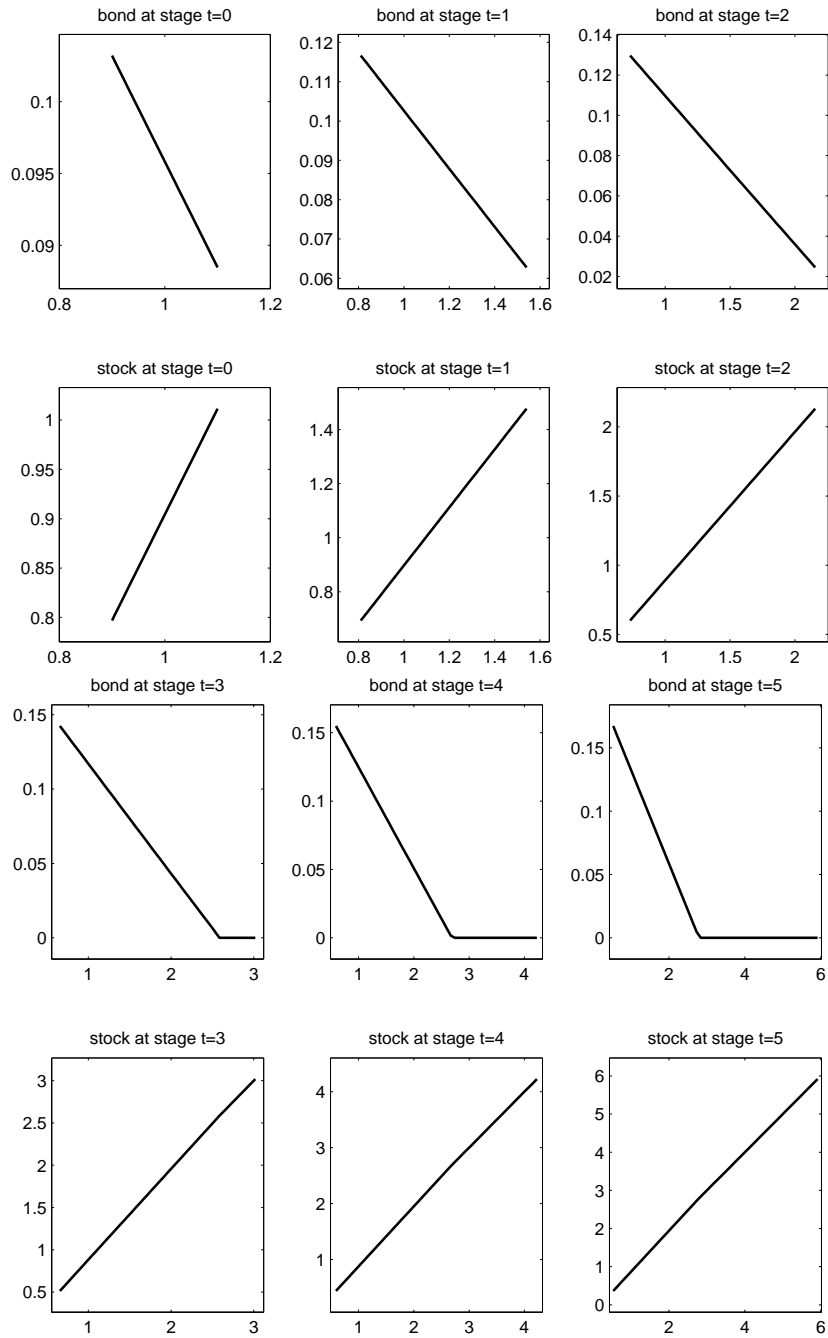 bond at stage t=0
0.1
0.095
0.09
0.8 1 1.2
bond at stage t=1
0.12
0.11
0.1
0.09
0.08
0.07
0.06
0.8 1 1.2 1.4 1.6
bond at stage t=2
0.14
0.12
0.1
0.08
0.06
0.04
0.02
1 1.5 2
stock at stage t=0
1
0.95
0.9
0.85
0.8
0.8 1 1.2
stock at stage t=1
1.4
1.2
1
0.8
0.8 1 1.2 1.4 1.6
stock at stage t=2
2
1.5
1
0.5
1 1.5 2
bond at stage t=3
0.15
0.1
0.05
0
1 2 3
bond at stage t=4
0.15
0.1
0.05
0
1 2 3 4
bond at stage t=5
0.15
0.1
0.05
0
2 4 6
stock at stage t=3
3
2.5
2
1.5
1
0.5
1 2 3
stock at stage t=4
4
3
2
1
1 2 3 4
stock at stage t=5
6
5
4
3
2
1
0
2 4 6